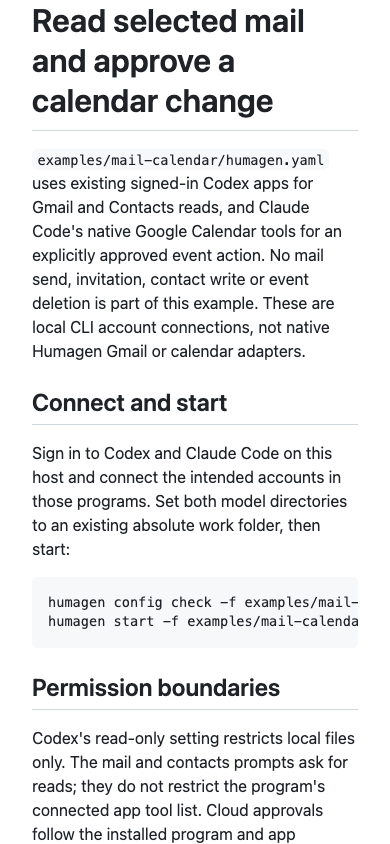 Read selected mail
and approve a
calendar change
examples/mail-calendar/humagen.yaml
uses existing signed-in Codex apps for
Gmail and Contacts reads, and Claude
Code's native Google Calendar tools for an
explicitly approved event action. No mail
send, invitation, contact write or event
deletion is part of this example. These are
local CLI account connections, not native
Humagen Gmail or calendar adapters.
Connect and start
Sign in to Codex and Claude Code on this
host and connect the intended accounts in
those programs. Set both model directories
to an existing absolute work folder, then
start:
humagen config check -f examples/mail-
humagen start -f examples/mail-calenda
Permission boundaries
Codex's read-only setting restricts local files
only. The mail and contacts prompts ask for
reads; they do not restrict the program's
connected app tool list. Cloud approvals
follow the installed program and app